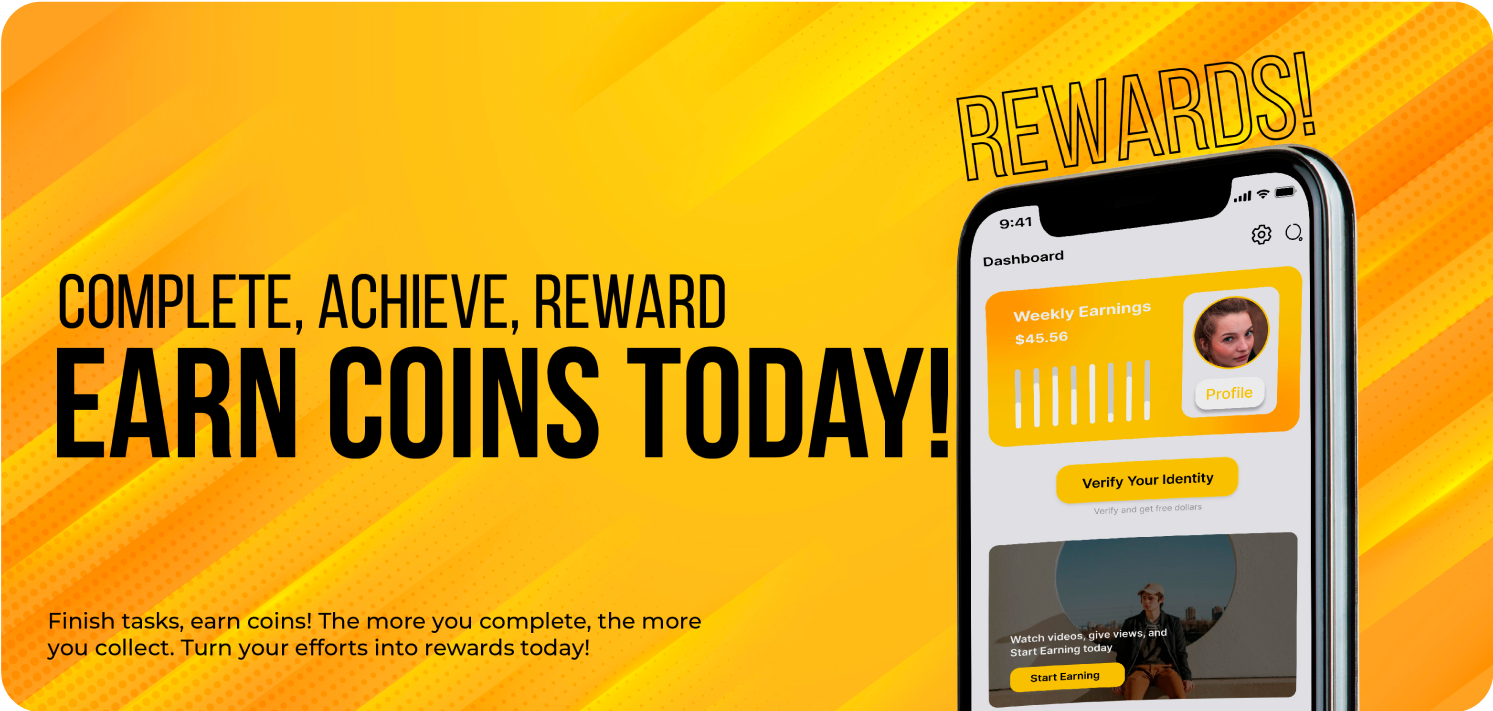 REWARDS!
COMPLETE, ACHIEVE, REWARD
EARN COINS TODAY!
Finish tasks, earn coins! The more you complete, the more
you collect. Turn your efforts into rewards today!
9:41
Dashboard
Weekly Earnings
$45.56
Profile
Verify Your Identity
Verify and get free dollars
Watch videos, give views, and
Start Earning today
Start Earning